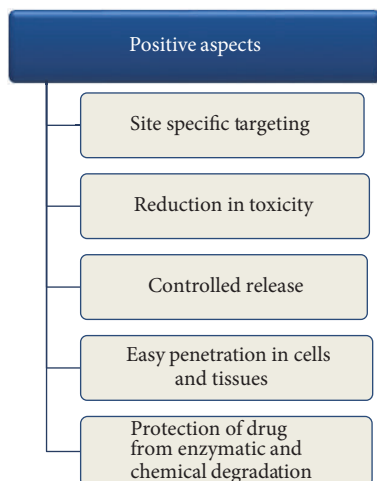 Positive aspects
Site specific targeting
Reduction in toxicity
Controlled release
Easy penetration in cells
and tissues
Protection of drug
from enzymatic and
chemical degradation